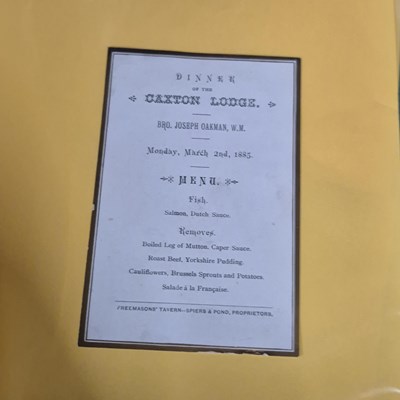 DINNER
OF THE
CAXTON LODGE.
BRO. JOSEPH OAKMAN, W.M.
Monday, March 2nd, 1885.
MENU.
Fish.
Salmon, Dutch Sauce.
Removes.
Boiled Leg of Mutton, Caper Sauce.
Roast Beef, Yorkshire Pudding.
Cauliflowers, Brussels Sprouts and Potatoes.
Salade à la Française.
FREEMASONS' TAVERN—SPIERS & POND, PROPRIETORS.